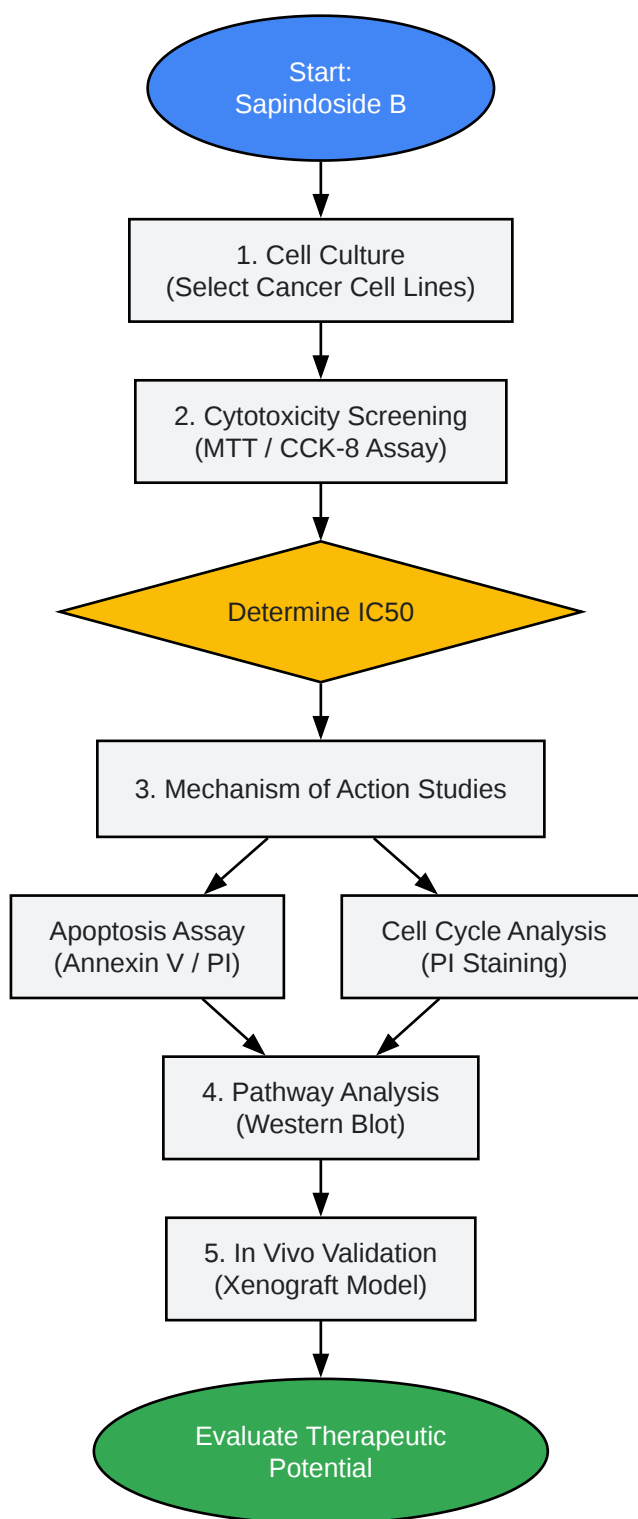 Start:
Sapindoside B
1. Cell Culture
(Select Cancer Cell Lines)
2. Cytotoxicity Screening
(MTT / CCK-8 Assay)
Determine IC50
3. Mechanism of Action Studies
Apoptosis Assay
(Annexin V / PI)
Cell Cycle Analysis
(PI Staining)
4. Pathway Analysis
(Western Blot)
5. In Vivo Validation
(Xenograft Model)
Evaluate Therapeutic
Potential